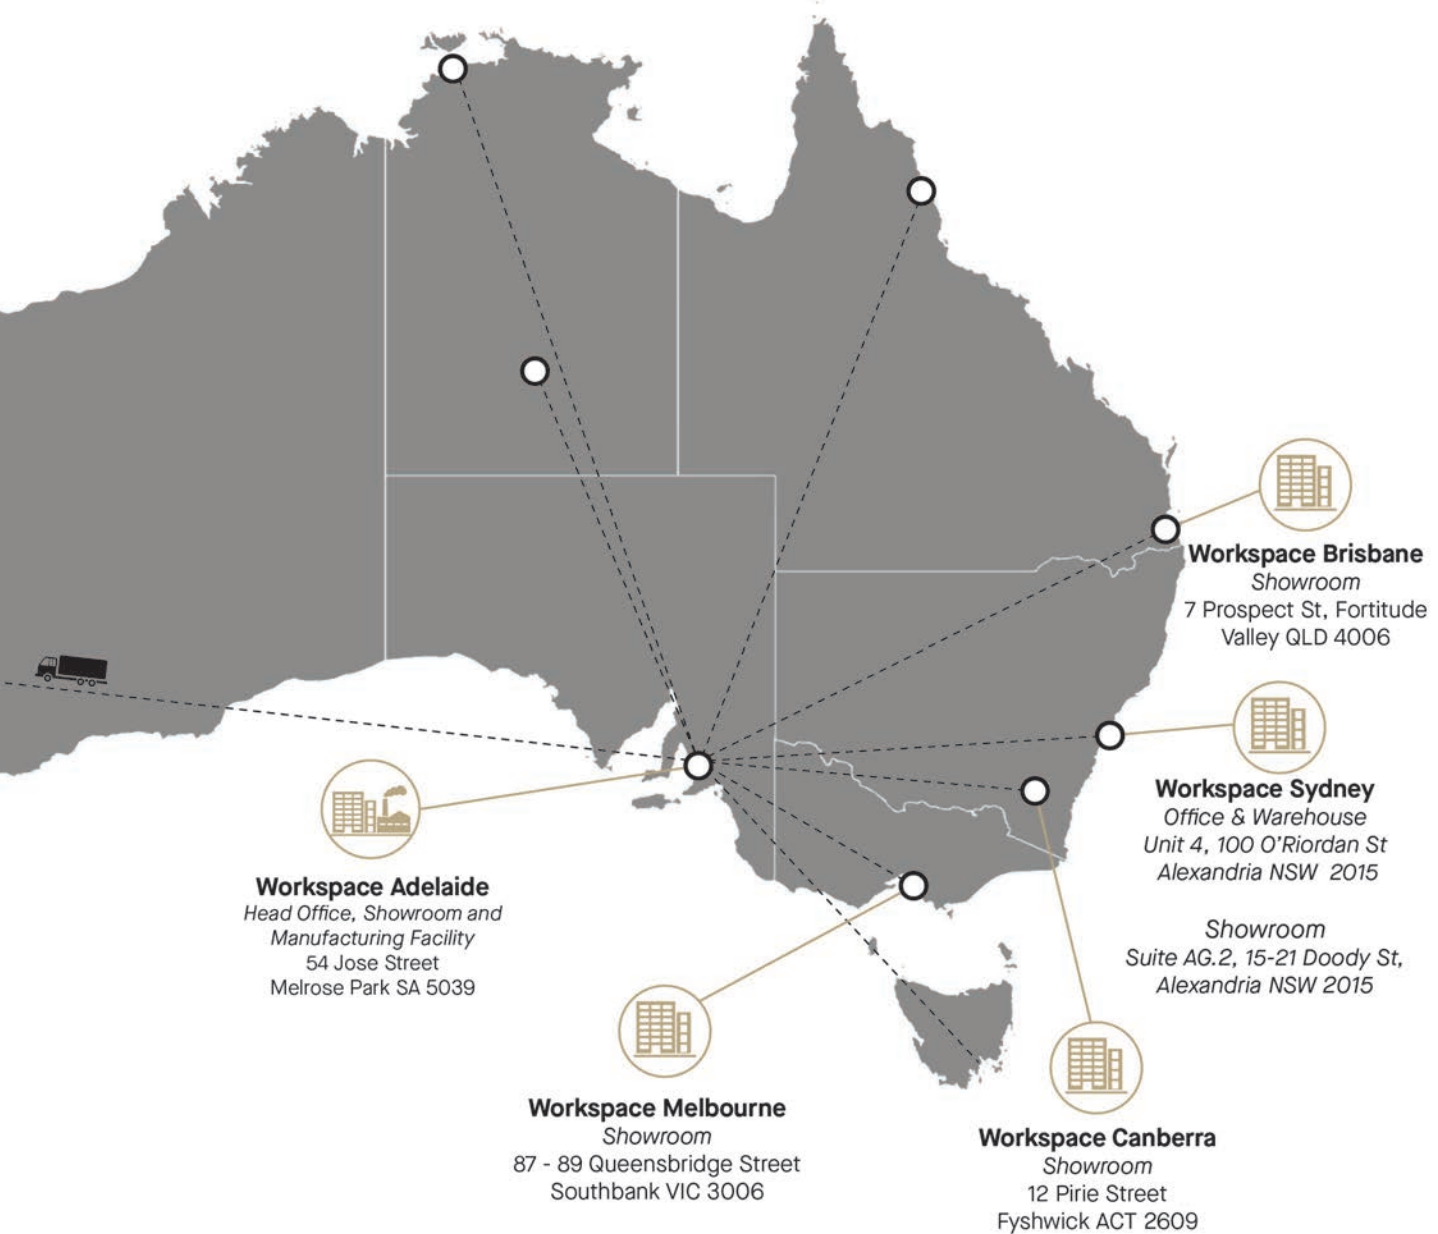 Workspace Brisbane
Showroom
7 Prospect St, Fortitude
Valley QLD 4006
Workspace Sydney
Office & Warehouse
Unit 4, 100 O'Riordan St
Alexandria NSW 2015
Showroom
Suite AG.2, 15-21 Doody St,
Alexandria NSW 2015
Workspace Adelaide
Head Office, Showroom and
Manufacturing Facility
54 Jose Street
Melrose Park SA 5039
Workspace Melbourne
Showroom
87 - 89 Queensbridge Street
Southbank VIC 3006
Workspace Canberra
Showroom
12 Pirie Street
Fyshwick ACT 2609